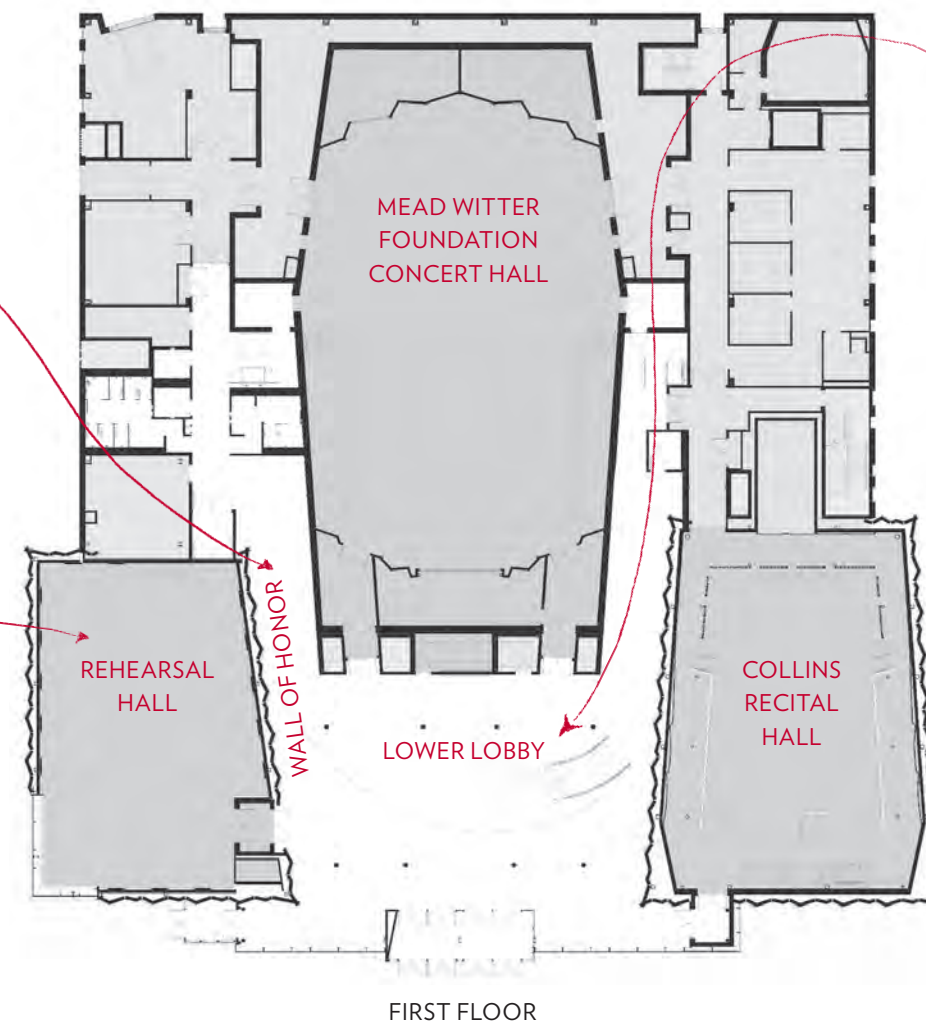 MEAD WITTER
FOUNDATION
CONCERT HALL
WALL OF HONOR
REHEARSAL
HALL
COLLINS
RECITAL
HALL
LOWER LOBBY
FIRST FLOOR